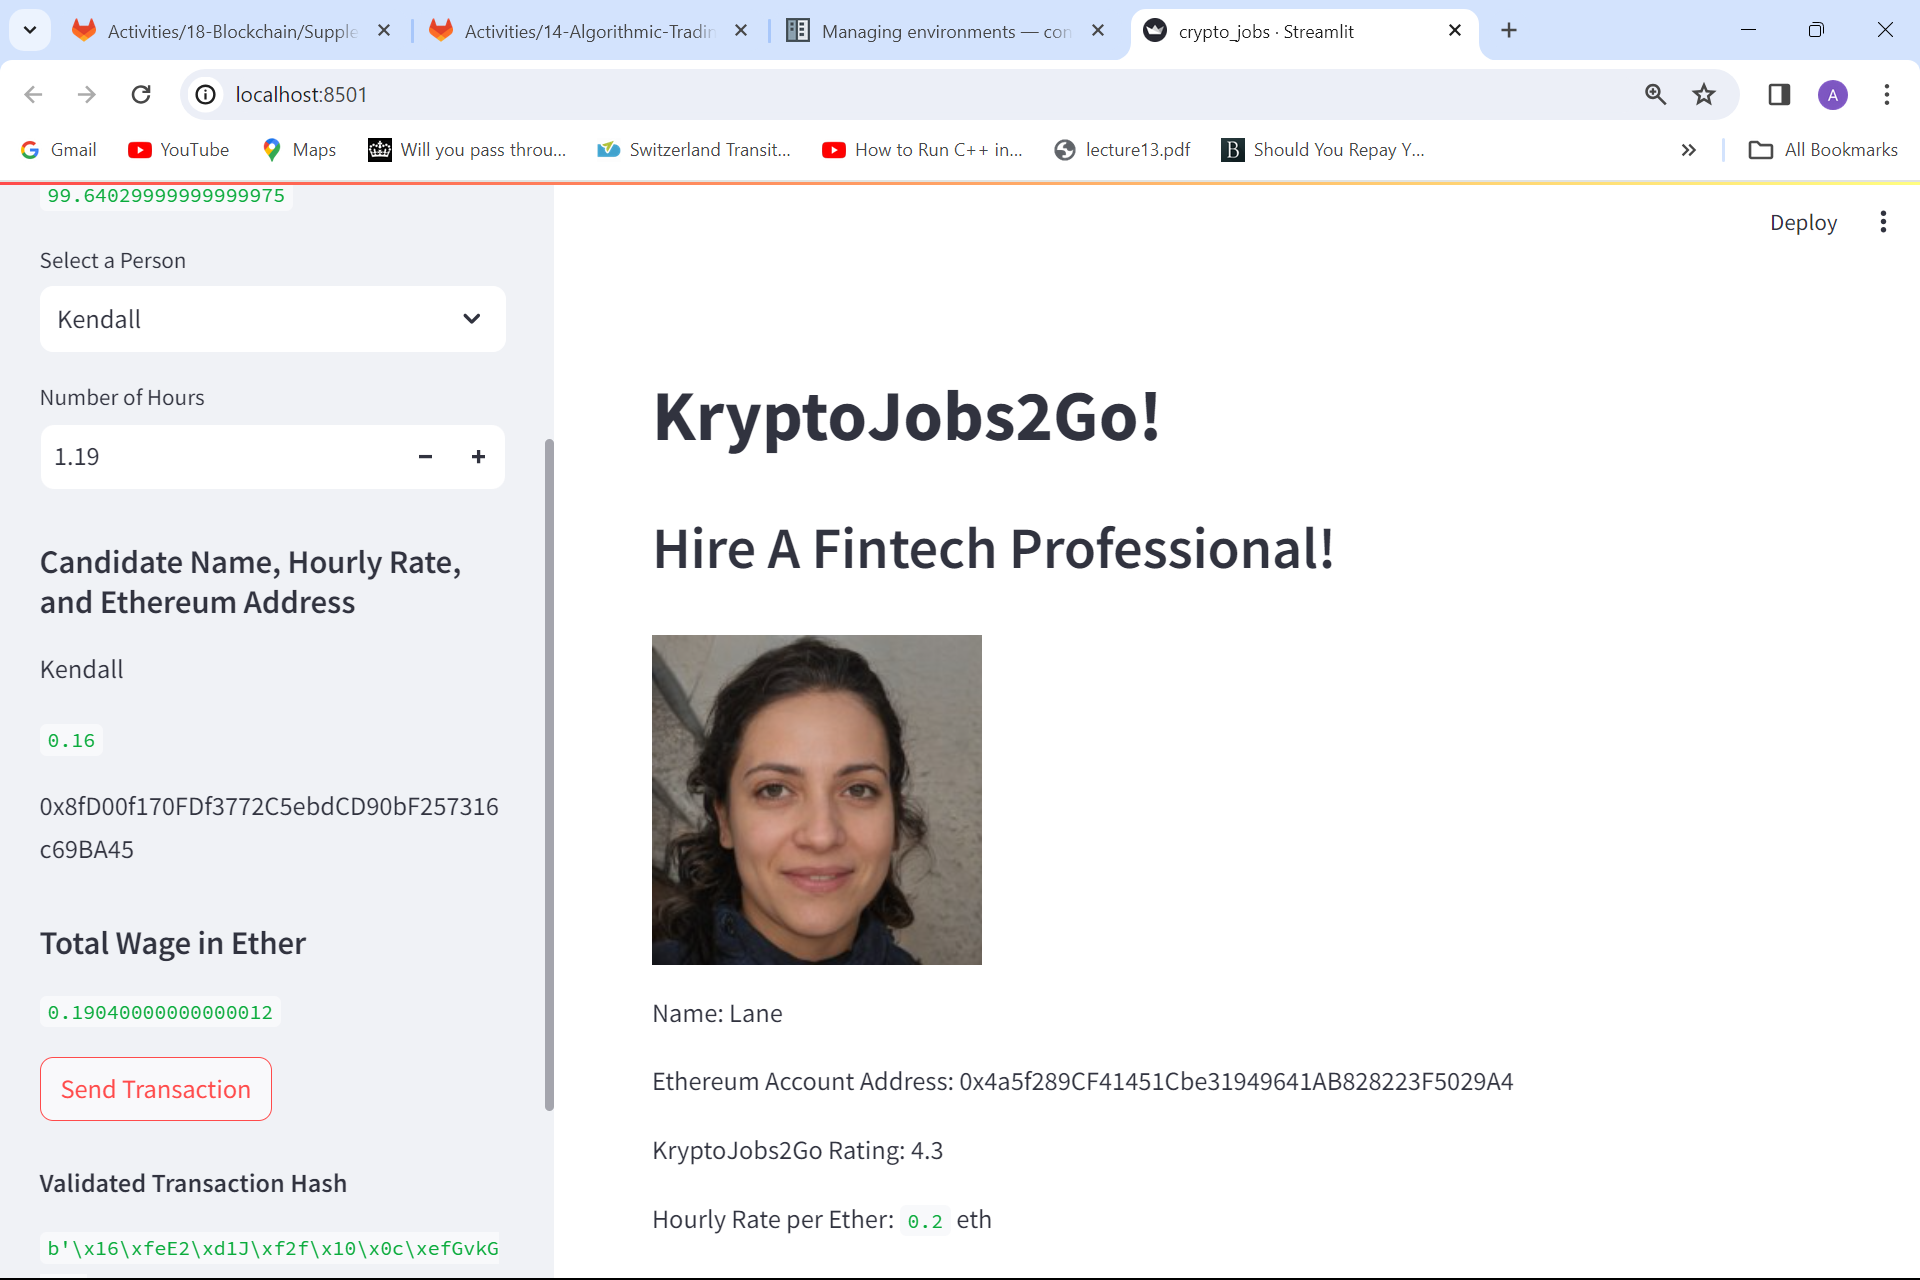 Activities/18-Blockchain/Supple
Activities/14-Algorithmic-Tradin
Managing environments — con
crypto_jobs · Streamlit
localhost:8501
A
Gmail
YouTube
Maps
Will you pass throu...
Switzerland Transit...
How to Run C++ in...
lecture13.pdf
B
Should You Repay Y...
All Bookmarks
99.64029999999999975
Select a Person
Kendall
Number of Hours
1.19
Candidate Name, Hourly Rate,
and Ethereum Address
Kendall
0.16
0x8fD00f170FDf3772C5ebdCD90bF257316
c69BA45
Total Wage in Ether
0.19040000000000012
Send Transaction
Validated Transaction Hash
b'\x16\xfeE2\xd1J\xf2f\x10\x0c\xefGvkG
Deploy
KryptoJobs2Go!
Hire A Fintech Professional!
Name: Lane
Ethereum Account Address: 0x4a5f289CF41451Cbe31949641AB828223F5029A4
KryptoJobs2Go Rating: 4.3
Hourly Rate per Ether: 0.2 eth